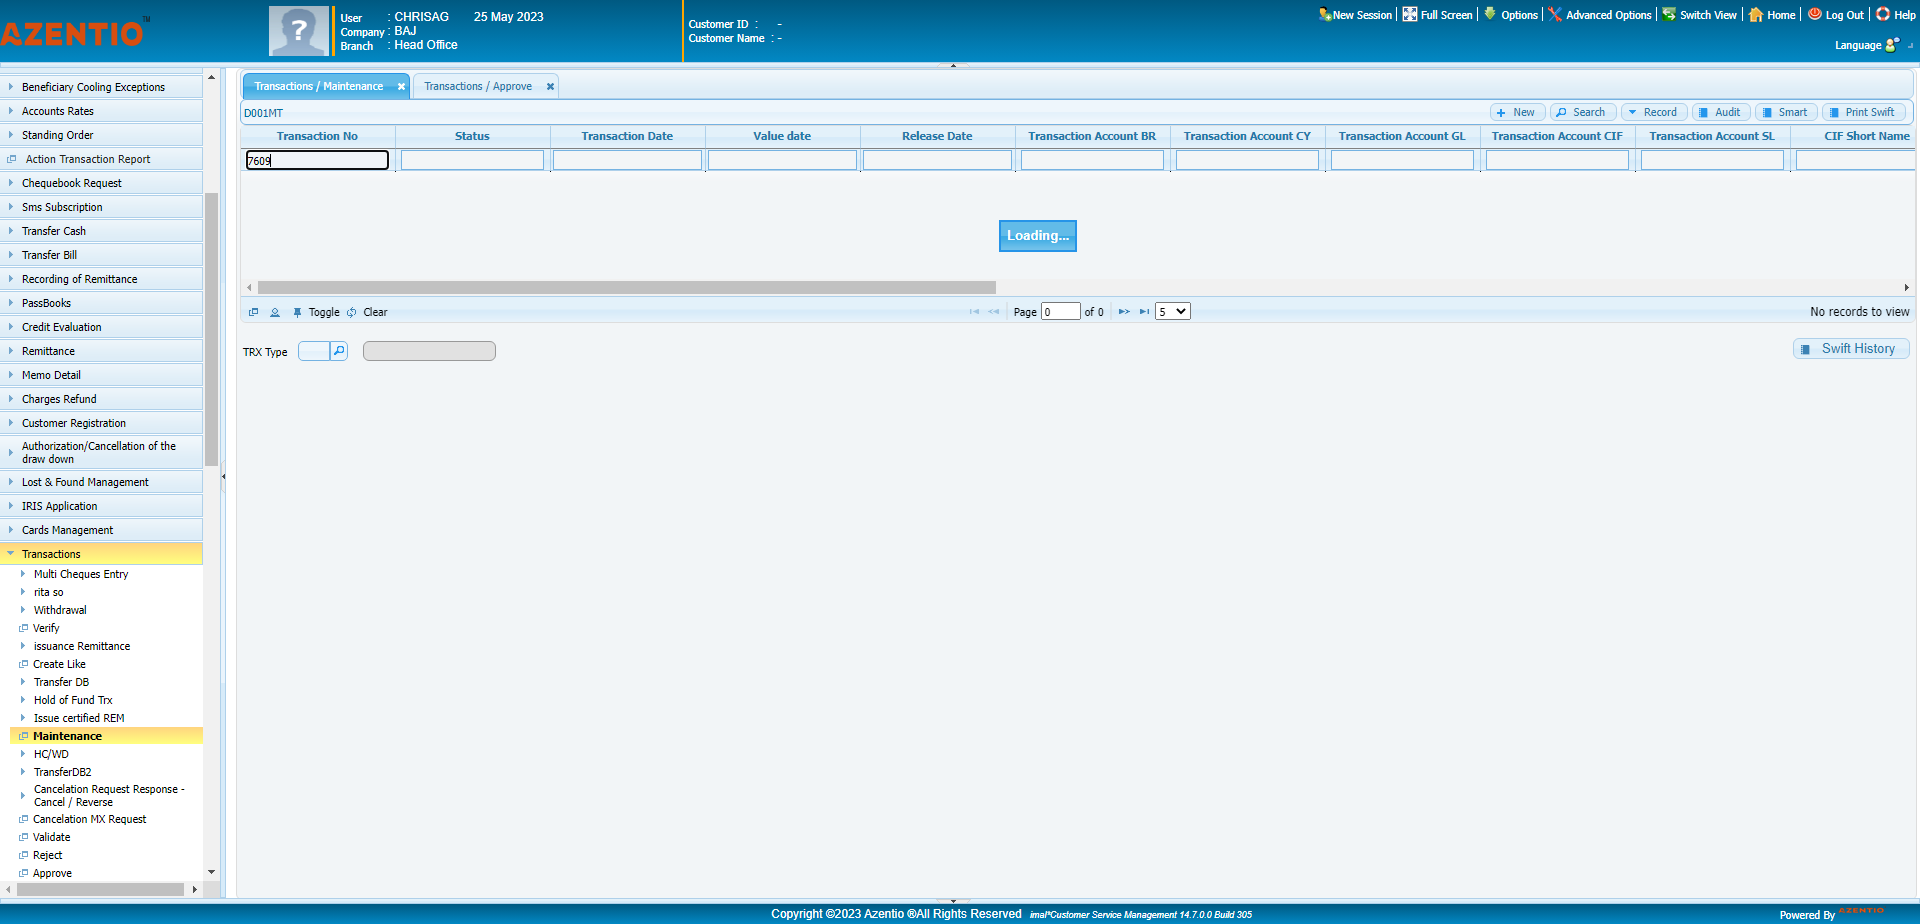 AZENTIO™
User : CHRISAG 25 May 2023
Company : BAJ
Branch : Head Office
Customer ID : -
Customer Name : -
New Session
Full Screen
Options
Advanced Options
Switch View
Home
Log Out
Help
Language
Beneficiary Cooling Exceptions
Accounts Rates
Standing Order
Action Transaction Report
Chequebook Request
Sms Subscription
Transfer Cash
Transfer Bill
Recording of Remittance
PassBooks
Credit Evaluation
Remittance
Memo Detail
Charges Refund
Customer Registration
Authorization/Cancellation of the
draw down
Lost & Found Management
IRIS Application
Cards Management
Transactions
Multi Cheques Entry
rita so
Withdrawal
Verify
issuance Remittance
Create Like
Transfer DB
Hold of Fund Trx
Issue certified REM
Maintenance
HC/WD
TransferDB2
Cancelation Request Response -
Cancel / Reverse
Cancelation MX Request
Validate
Reject
Approve
Transactions / Maintenance
Transactions / Approve
D001MT
New
Search
Record
Audit
Smart
Print Swift
Transaction No Status Transaction Date Value date Release Date Transaction Account BR Transaction Account CY Transaction Account GL Transaction Account CIF Transaction Account SL CIF Short Name
7609
Loading...
Toggle Clear Page 0 of 0 5 No records to view
TRX Type
Swift History
Copyright ©2023 Azentio ®All Rights Reserved imal*Customer Service Management 14.7.0.0 Build 305
Powered By AZENTIO